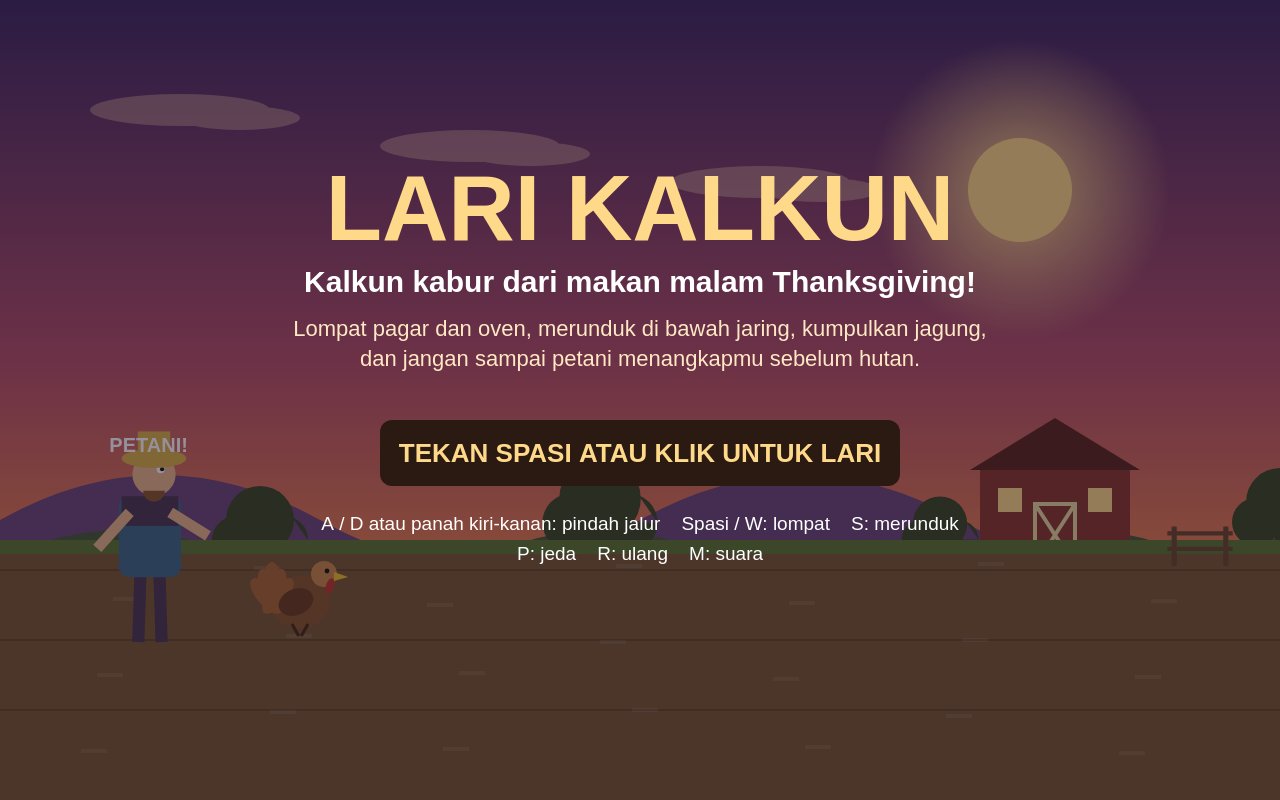 LARI KALKUN
Kalkun kabur dari makan malam Thanksgiving!
Lompat pagar dan oven, merunduk di bawah jaring, kumpulkan jagung,
dan jangan sampai petani menangkapmu sebelum hutan.
PETANI!
TEKAN SPASI ATAU KLIK UNTUK LARI
A / D atau panah kiri-kanan: pindah jalur    Spasi / W: lompat    S: merunduk
P: jeda    R: ulang    M: suara